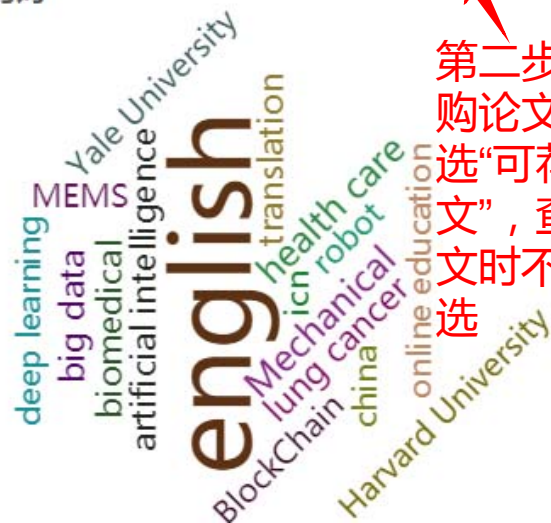 Yale University
MEMS
deep learning
big data
biomedical
artificial intelligence
english
translation
health care
icn
robot
Mechanical
lung cancer
BlockChain
china
online education
Harvard University
第二步
购论文
选“可荐
文”，查
文时不
选